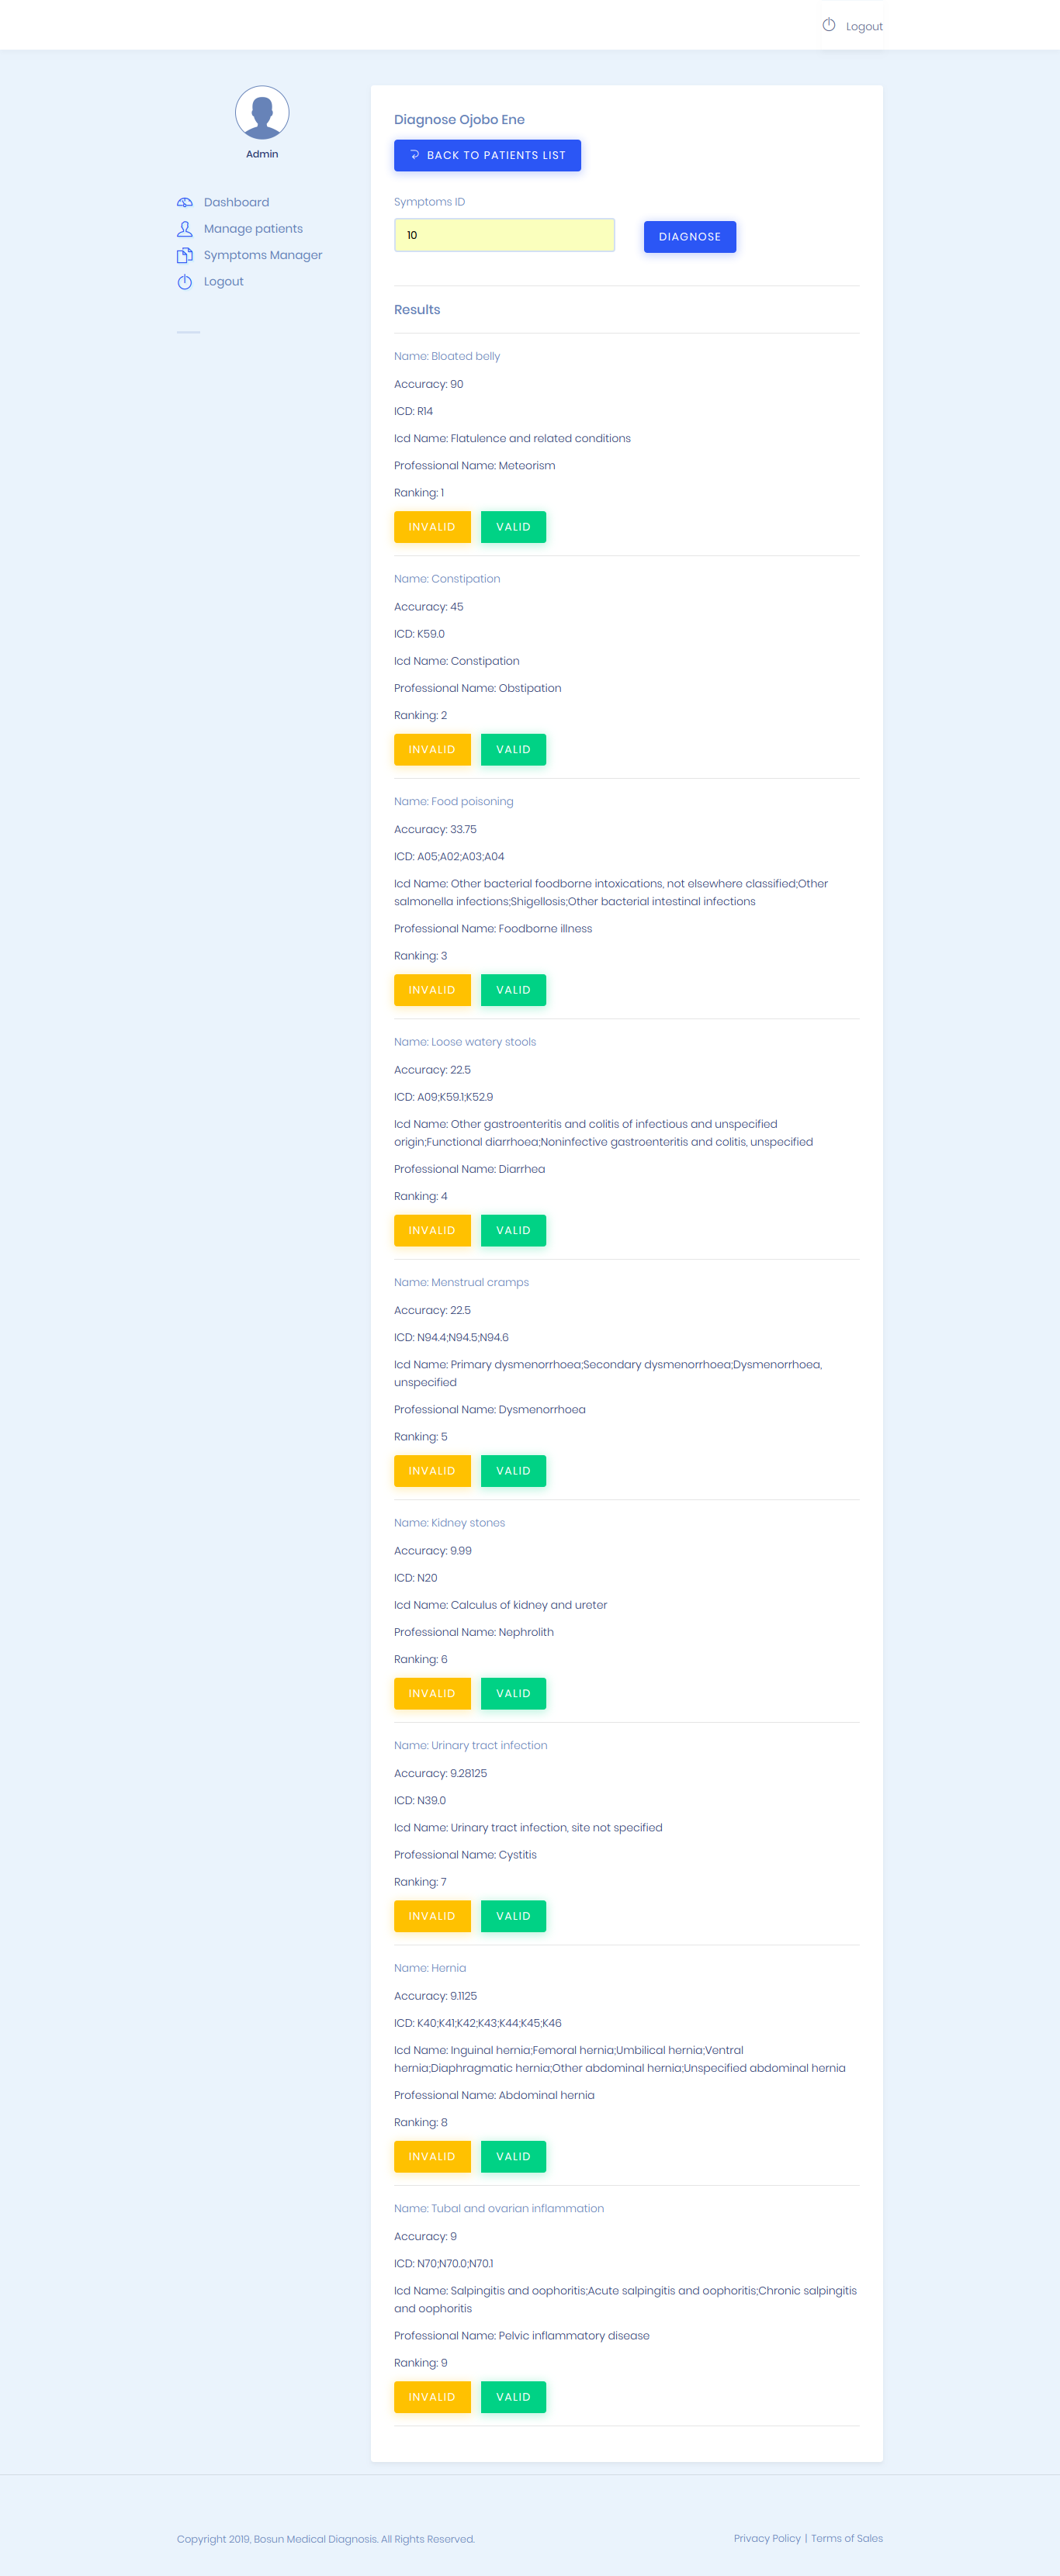 Logout
Admin
Dashboard
Manage patients
Symptoms Manager
Logout
Diagnose Ojobo Ene
BACK TO PATIENTS LIST
Symptoms ID
10
DIAGNOSE
Results
Name: Bloated belly
Accuracy: 90
ICD: R14
Icd Name: Flatulence and related conditions
Professional Name: Meteorism
Ranking: 1
INVALID VALID
Name: Constipation
Accuracy: 45
ICD: K59.0
Icd Name: Constipation
Professional Name: Obstipation
Ranking: 2
INVALID VALID
Name: Food poisoning
Accuracy: 33.75
ICD: A05;A02;A03;A04
Icd Name: Other bacterial foodborne intoxications, not elsewhere classified;Other
salmonella infections;Shigellosis;Other bacterial intestinal infections
Professional Name: Foodborne illness
Ranking: 3
INVALID VALID
Name: Loose watery stools
Accuracy: 22.5
ICD: A09;K59.1;K52.9
Icd Name: Other gastroenteritis and colitis of infectious and unspecified
origin;Functional diarrhoea;Noninfective gastroenteritis and colitis, unspecified
Professional Name: Diarrhea
Ranking: 4
INVALID VALID
Name: Menstrual cramps
Accuracy: 22.5
ICD: N94.4;N94.5;N94.6
Icd Name: Primary dysmenorrhoea;Secondary dysmenorrhoea;Dysmenorrhoea,
unspecified
Professional Name: Dysmenorrhoea
Ranking: 5
INVALID VALID
Name: Kidney stones
Accuracy: 9.99
ICD: N20
Icd Name: Calculus of kidney and ureter
Professional Name: Nephrolith
Ranking: 6
INVALID VALID
Name: Urinary tract infection
Accuracy: 9.28125
ICD: N39.0
Icd Name: Urinary tract infection, site not specified
Professional Name: Cystitis
Ranking: 7
INVALID VALID
Name: Hernia
Accuracy: 9.1125
ICD: K40;K41;K42;K43;K44;K45;K46
Icd Name: Inguinal hernia;Femoral hernia;Umbilical hernia;Ventral
hernia;Diaphragmatic hernia;Other abdominal hernia;Unspecified abdominal hernia
Professional Name: Abdominal hernia
Ranking: 8
INVALID VALID
Name: Tubal and ovarian inflammation
Accuracy: 9
ICD: N70;N70.0;N70.1
Icd Name: Salpingitis and oophoritis;Acute salpingitis and oophoritis;Chronic salpingitis
and oophoritis
Professional Name: Pelvic inflammatory disease
Ranking: 9
INVALID VALID
Copyright 2019, Bosun Medical Diagnosis. All Rights Reserved.
Privacy Policy | Terms of Sales